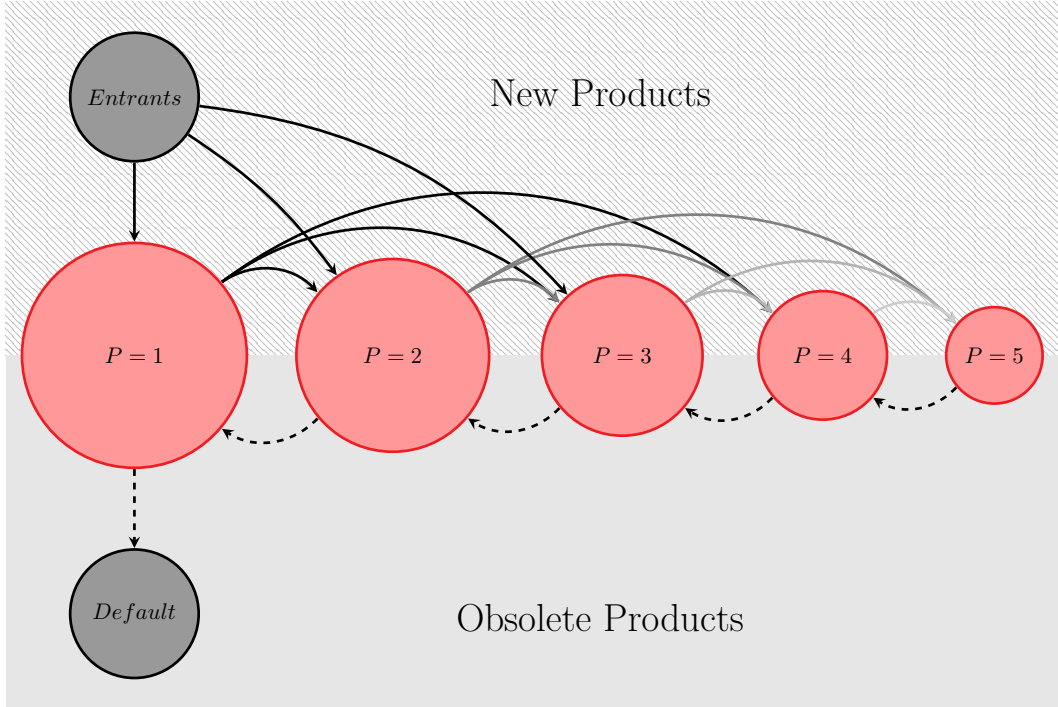 Entrants
New Products
P = 1
P = 2
P = 3
P = 4
P = 5
Default
Obsolete Products